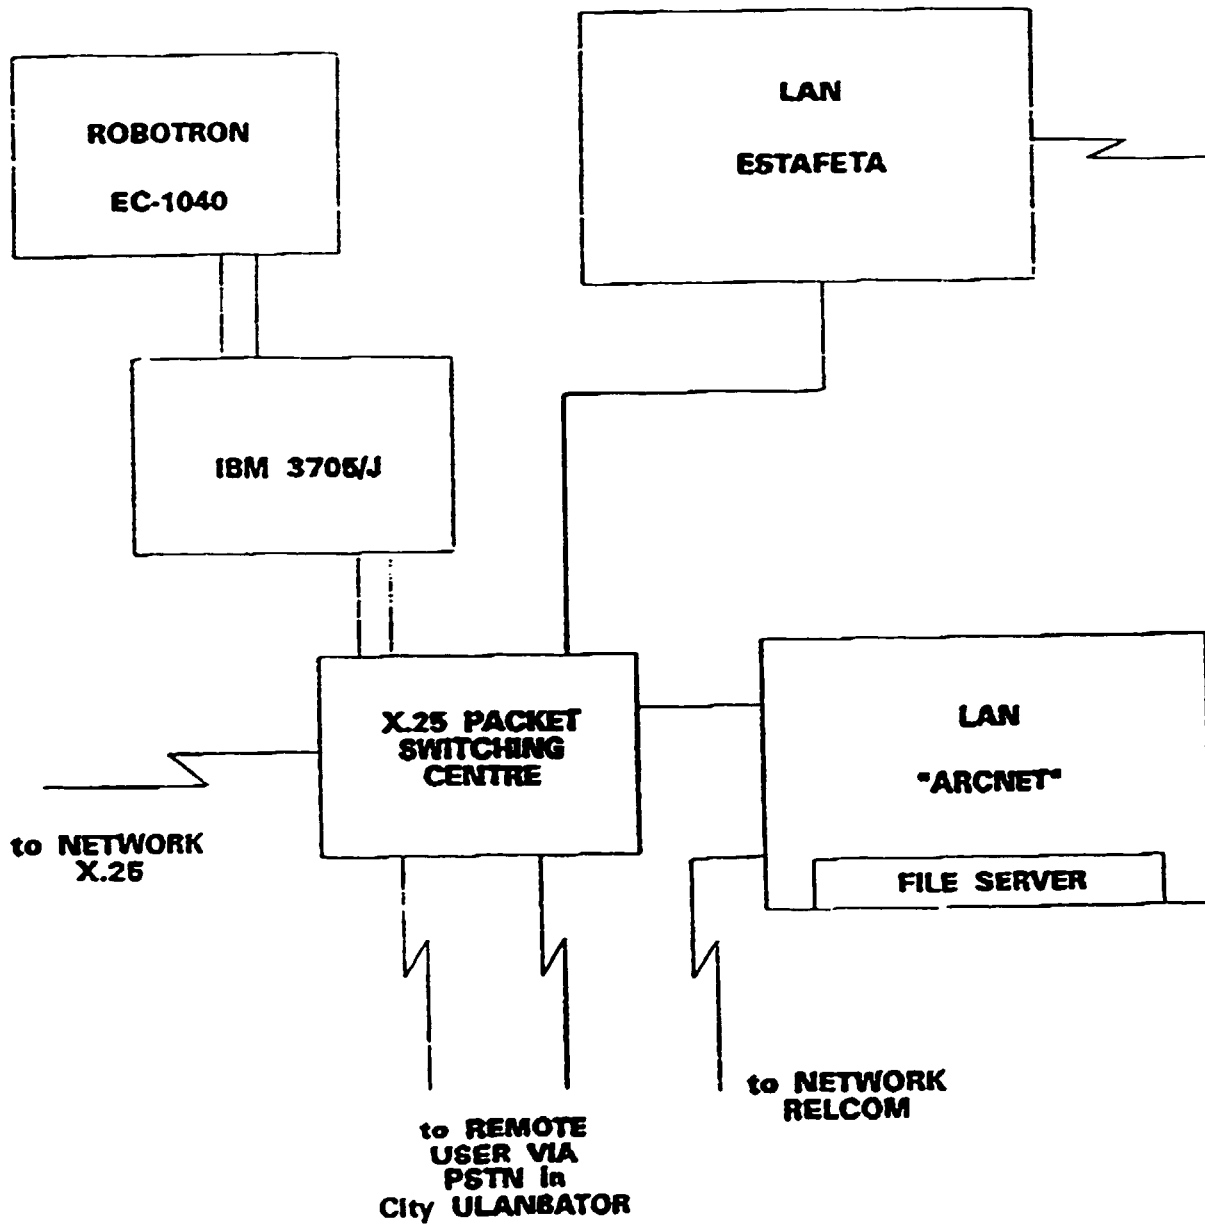 ROBOTRON
EC-1040
LAN
ESTAFETA
IBM 3705/J
X.25 PACKET
SWITCHING
CENTRE
LAN
"ARCNET"
FILE SERVER
to NETWORK
X.25
to NETWORK
RELCOM
to REMOTE
USER VIA
PSTN in
City ULANBATOR